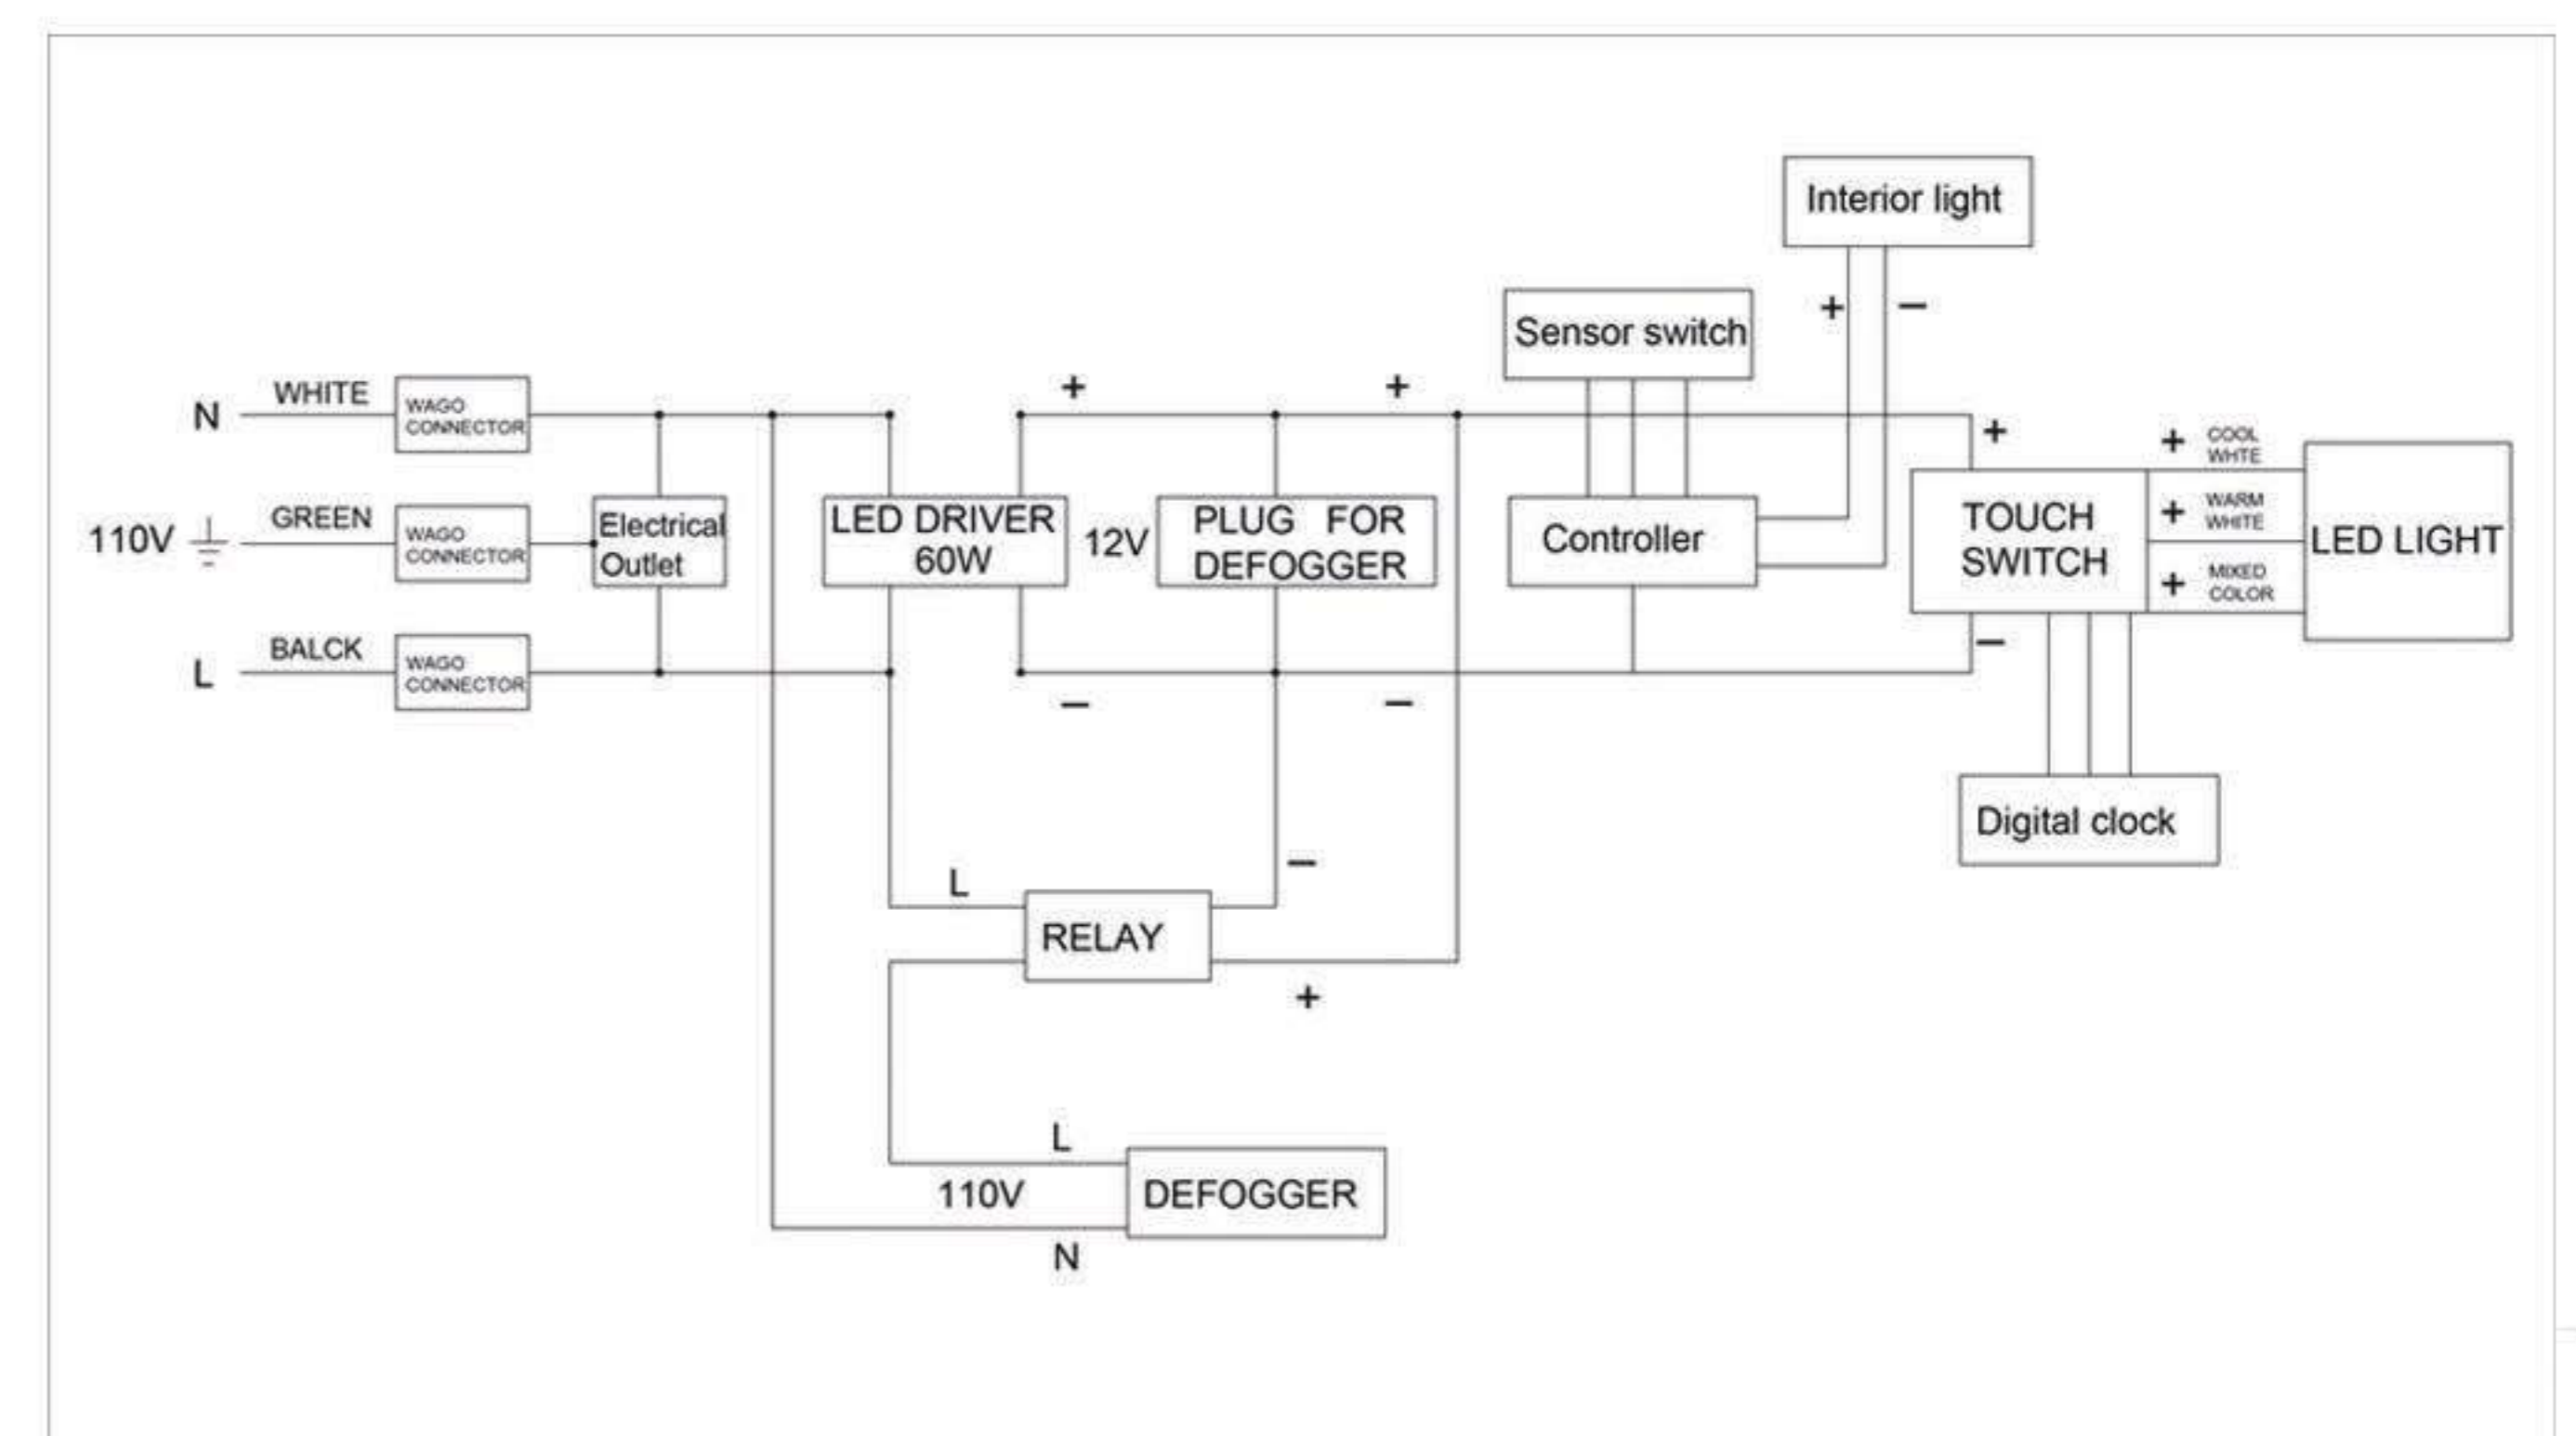 Interior light
Sensor switch
+
−
N
WHITE
WAGO
CONNECTOR
+
+
+
+
COOL
WHTE
110V
GREEN
WAGO
CONNECTOR
Electrical
Outlet
LED DRIVER
60W
12V
PLUG FOR
DEFOGGER
Controller
TOUCH
SWITCH
+
WARM
WHITE
+
MIXED
COLOR
LED LIGHT
L
BALCK
WAGO
CONNECTOR
−
−
−
Digital clock
L
−
RELAY
+
L
110V
DEFOGGER
N